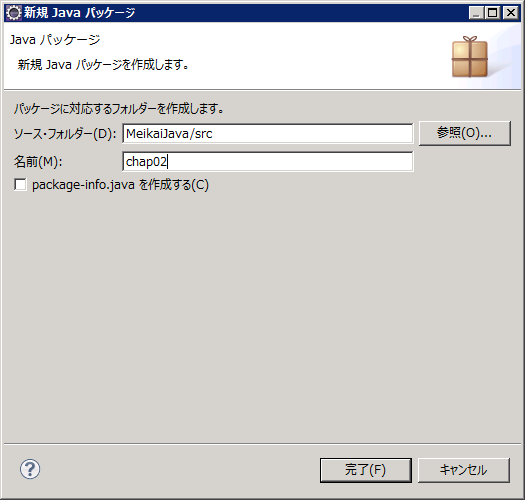 新規 Java パッケージ
Java パッケージ
新規 Java パッケージを作成します。
パッケージに対応するフォルダーを作成します。
ソース・フォルダー(D): MeikaiJava/src 参照(O)...
名前(M): chap02
package-info.java を作成する(C)
完了(F) キャンセル